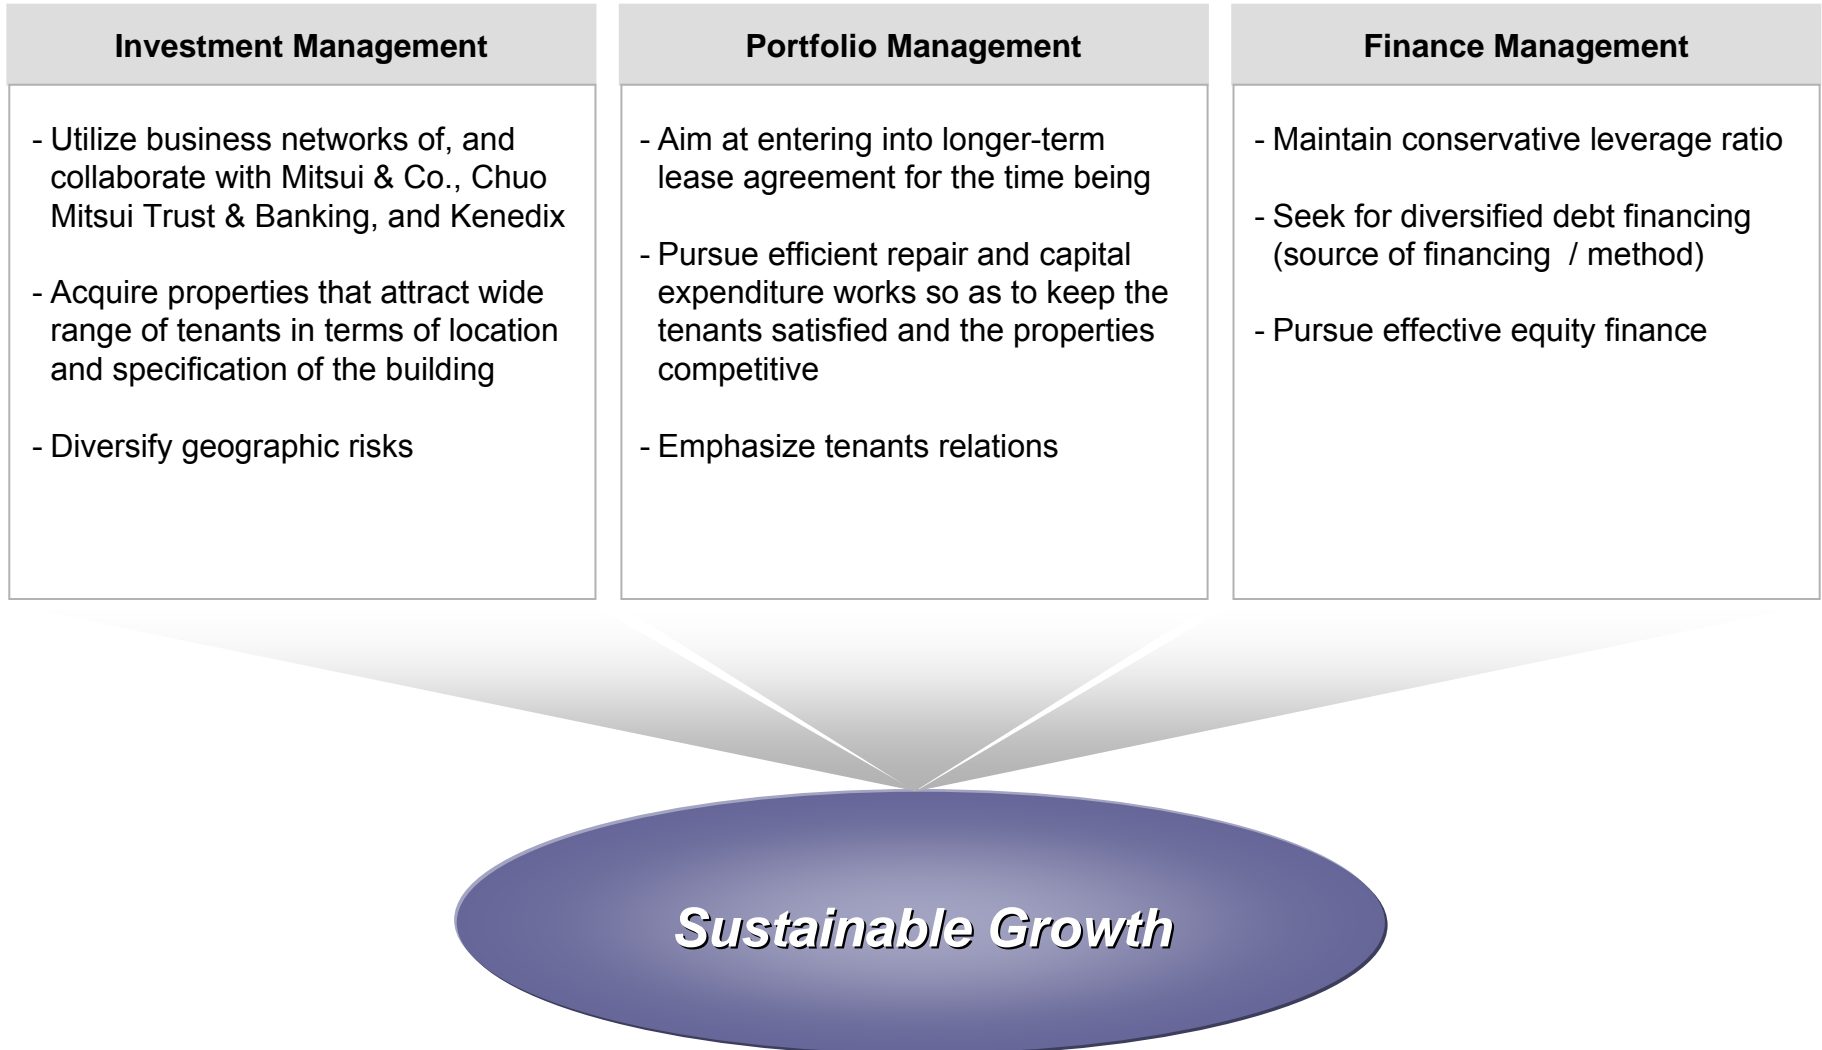 Investment Management
- Utilize business networks of, and
collaborate with Mitsui & Co., Chuo
Mitsui Trust & Banking, and Kenedix
- Acquire properties that attract wide
range of tenants in terms of location
and specification of the building
- Diversify geographic risks
Portfolio Management
- Aim at entering into longer-term
lease agreement for the time being
- Pursue efficient repair and capital
expenditure works so as to keep the
tenants satisfied and the properties
competitive
- Emphasize tenants relations
Finance Management
- Maintain conservative leverage ratio
- Seek for diversified debt financing
(source of financing / method)
- Pursue effective equity finance
Sustainable Growth